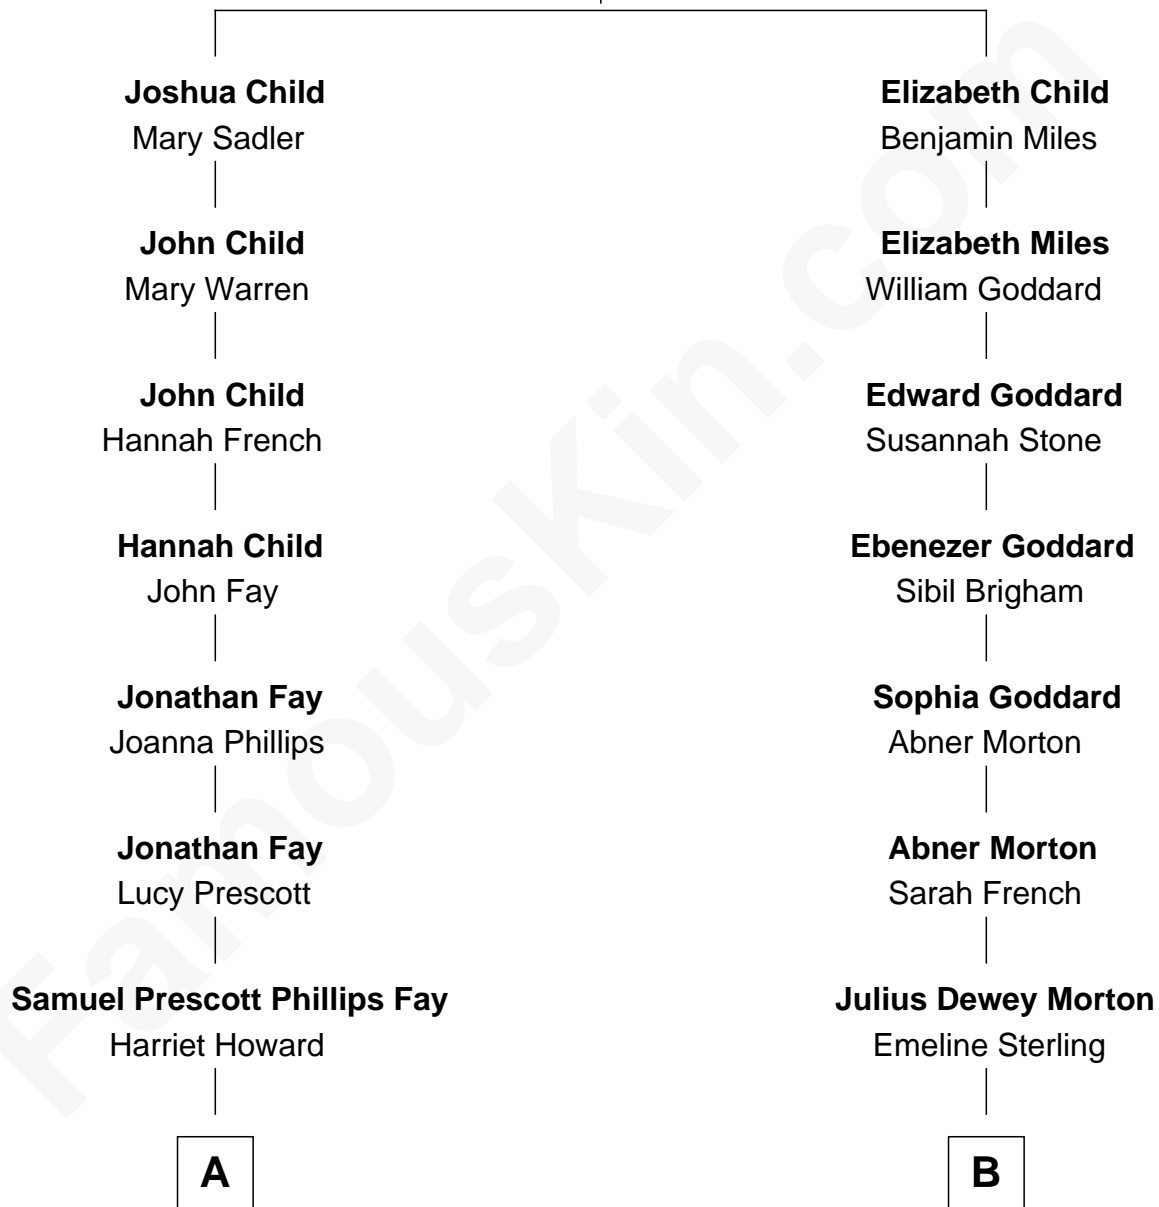 Joshua Child
Mary Sadler
John Child
Mary Warren
John Child
Hannah French
Hannah Child
John Fay
Jonathan Fay
Joanna Phillips
Jonathan Fay
Lucy Prescott
Samuel Prescott Phillips Fay
Harriet Howard
A
Elizabeth Child
Benjamin Miles
Elizabeth Miles
William Goddard
Edward Goddard
Susannah Stone
Ebenezer Goddard
Sibil Brigham
Sophia Goddard
Abner Morton
Abner Morton
Sarah French
Julius Dewey Morton
Emeline Sterling
B
FamousKin.com